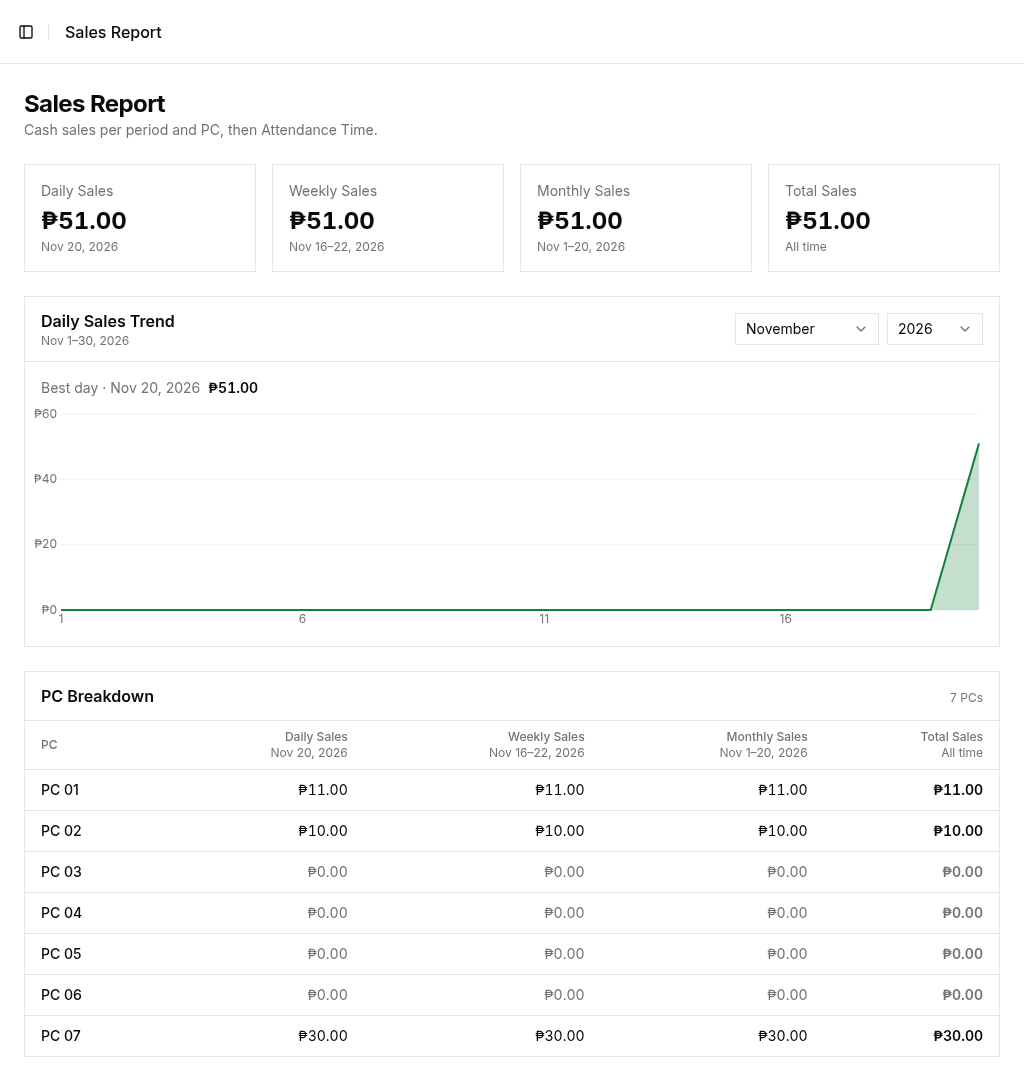 Sales Report
Sales Report
Cash sales per period and PC, then Attendance Time.
Daily Sales
₱51.00
Nov 20, 2026
Weekly Sales
₱51.00
Nov 16–22, 2026
Monthly Sales
₱51.00
Nov 1–20, 2026
Total Sales
₱51.00
All time
Daily Sales Trend
Nov 1–30, 2026
November
2026
Best day · Nov 20, 2026 ₱51.00
₱60
₱40
₱20
₱0
1 6 11 16
PC Breakdown
7 PCs
PC Daily Sales Nov 20, 2026 Weekly Sales Nov 16–22, 2026 Monthly Sales Nov 1–20, 2026 Total Sales All time
PC 01 ₱11.00 ₱11.00 ₱11.00 ₱11.00
PC 02 ₱10.00 ₱10.00 ₱10.00 ₱10.00
PC 03 ₱0.00 ₱0.00 ₱0.00 ₱0.00
PC 04 ₱0.00 ₱0.00 ₱0.00 ₱0.00
PC 05 ₱0.00 ₱0.00 ₱0.00 ₱0.00
PC 06 ₱0.00 ₱0.00 ₱0.00 ₱0.00
PC 07 ₱30.00 ₱30.00 ₱30.00 ₱30.00